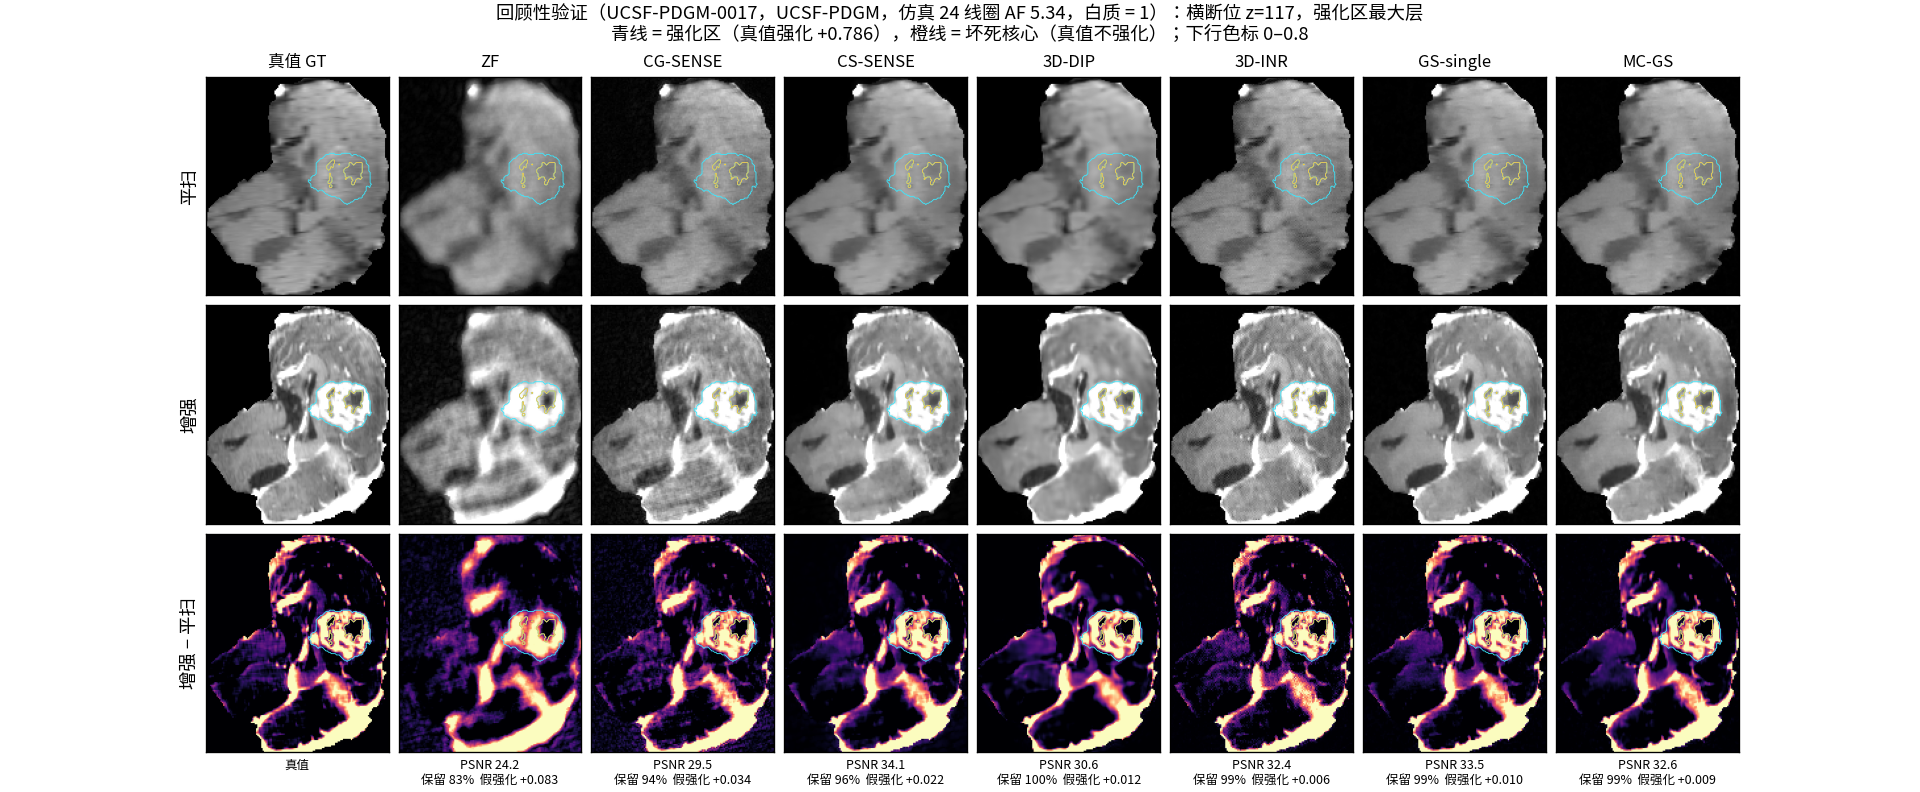 回顾性验证（UCSF-PDGM-0017，UCSF-PDGM，仿真 24 线圈 AF 5.34，白质 = 1）：横断位 z=117，强化区最大层
青线 = 强化区（真值强化 +0.786），橙线 = 坏死核心（真值不强化）；下行色标 0–0.8
真值 GT
ZF
CG-SENSE
CS-SENSE
3D-DIP
3D-INR
GS-single
MC-GS
平扫
增强
增强 − 平扫
真值
PSNR 24.2
保留 83% 假强化 +0.083
PSNR 29.5
保留 94% 假强化 +0.034
PSNR 34.1
保留 96% 假强化 +0.022
PSNR 30.6
保留 100% 假强化 +0.012
PSNR 32.4
保留 99% 假强化 +0.006
PSNR 33.5
保留 99% 假强化 +0.010
PSNR 32.6
保留 99% 假强化 +0.009